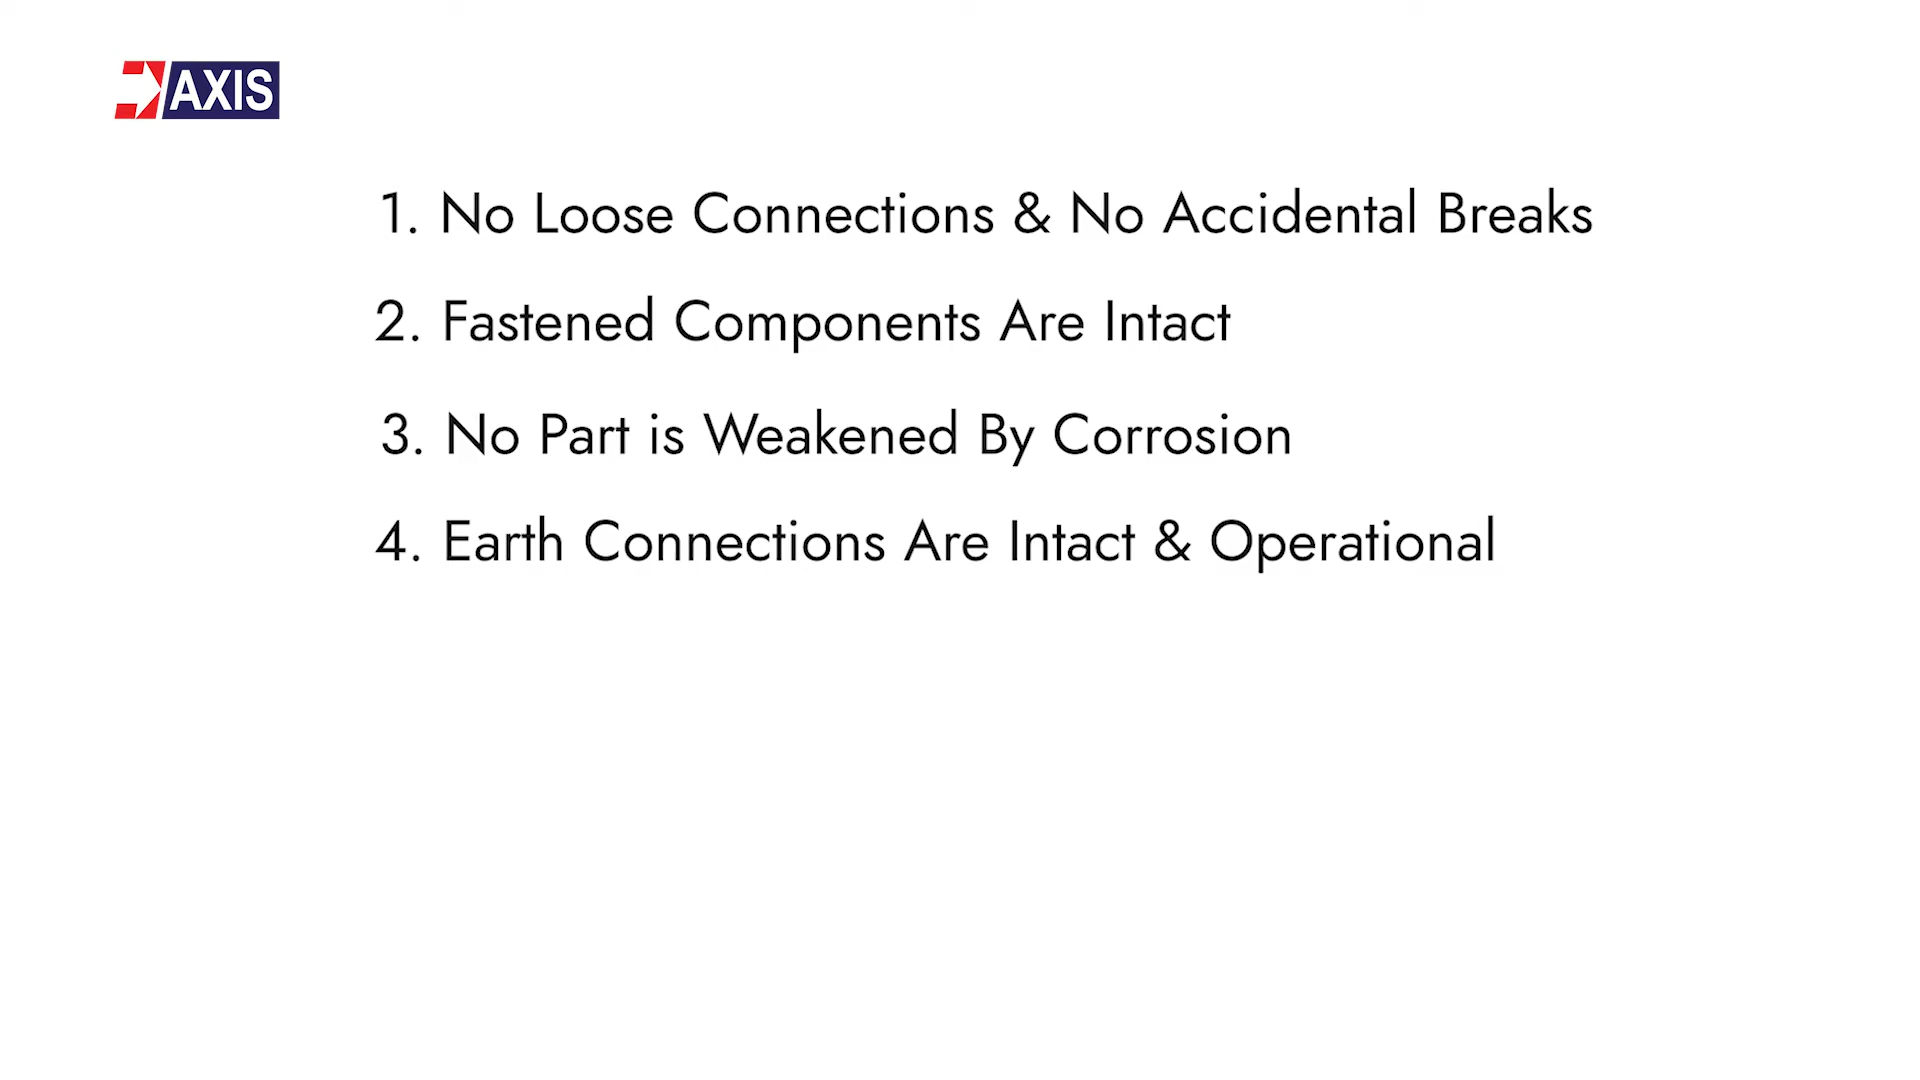 AXIS
1. No Loose Connections & No Accidental Breaks
2. Fastened Components Are Intact
3. No Part is Weakened By Corrosion
4. Earth Connections Are Intact & Operational